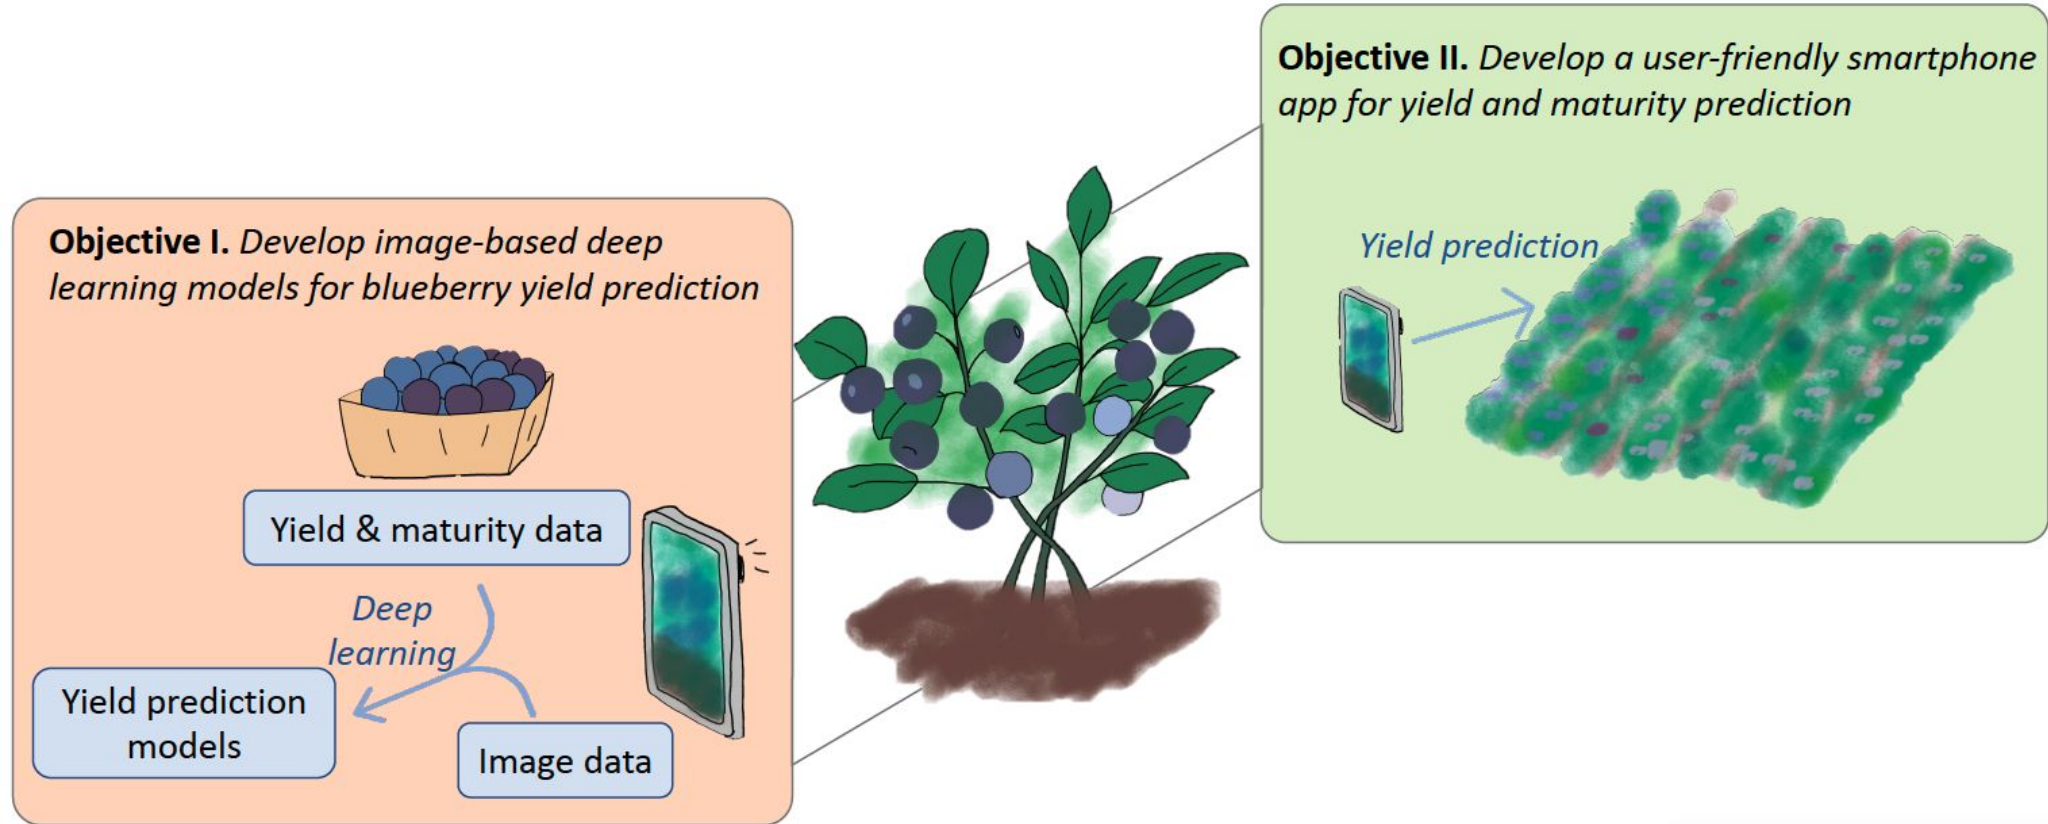 Objective I. Develop image-based deep
learning models for blueberry yield prediction
Yield & maturity data
Deep
learning
Yield prediction
models
Image data
Objective II. Develop a user-friendly smartphone
app for yield and maturity prediction
Yield prediction